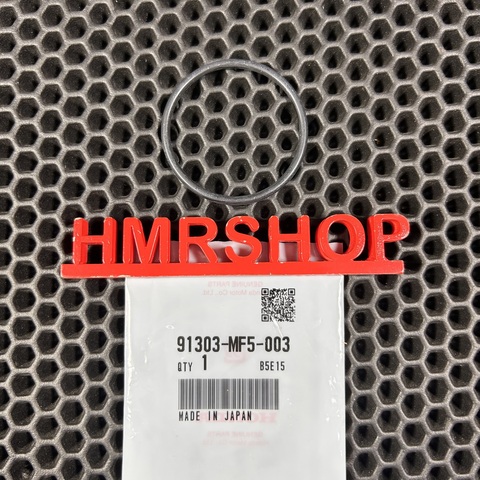 HMRSHOP
91303-MF5-003
QTY 1 B5E15
MADE IN JAPAN